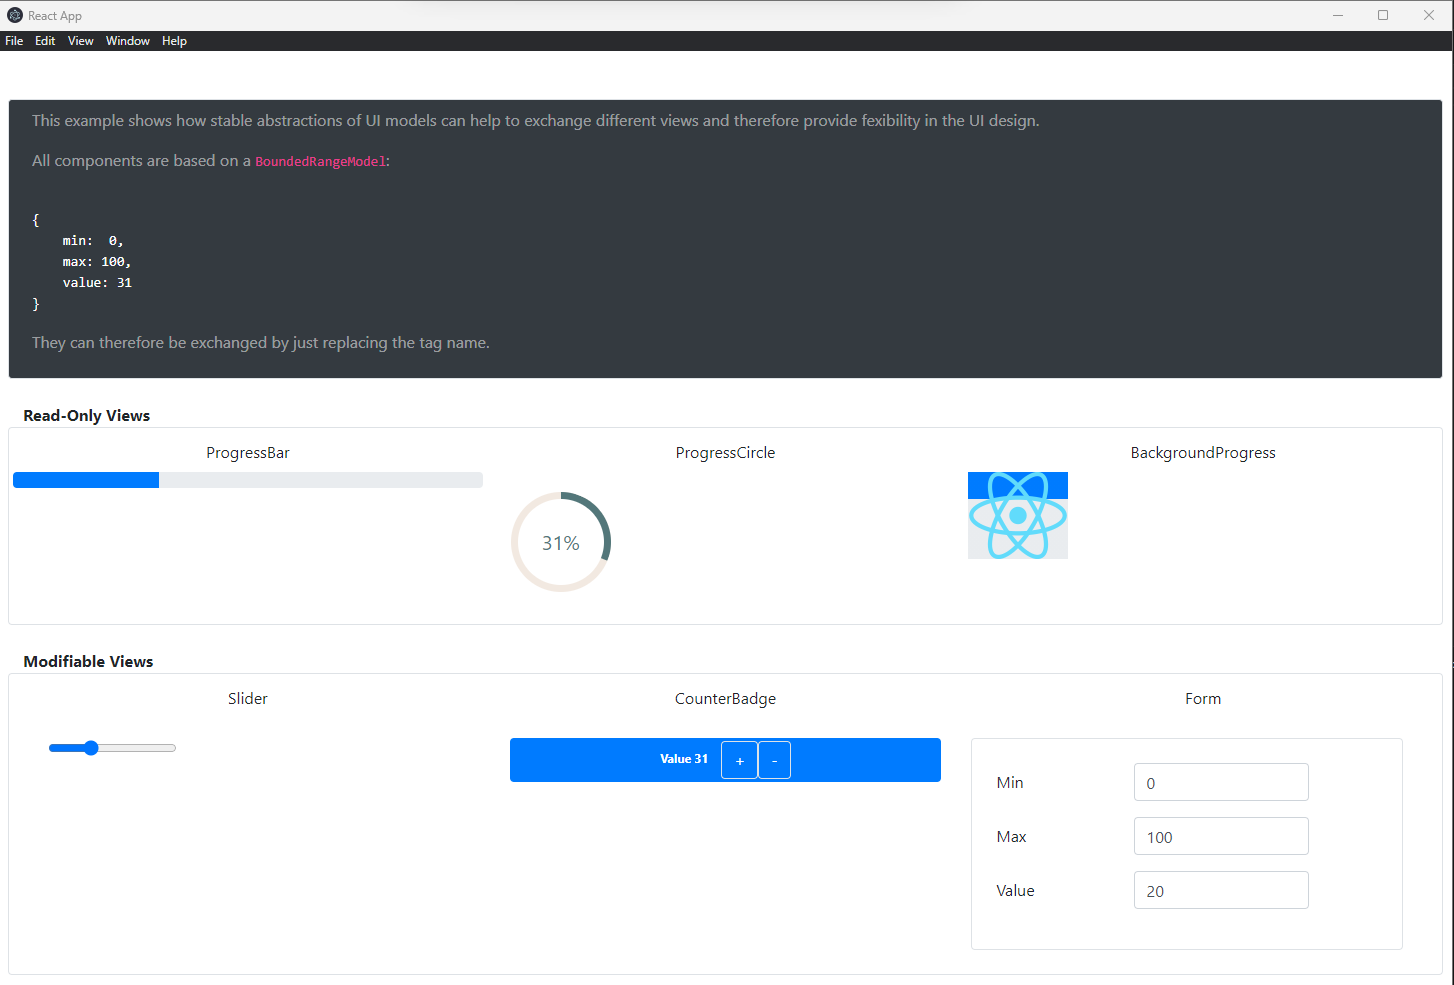 React App
File Edit View Window Help
This example shows how stable abstractions of UI models can help to exchange different views and therefore provide fexibility in the UI design.
All components are based on a BoundedRangeModel:
{
min: 0,
max: 100,
value: 31
}
They can therefore be exchanged by just replacing the tag name.
Read-Only Views
ProgressBar ProgressCircle BackgroundProgress
31%
Modifiable Views
Slider CounterBadge Form
Value 31 + -
Min 0
Max 100
Value 20